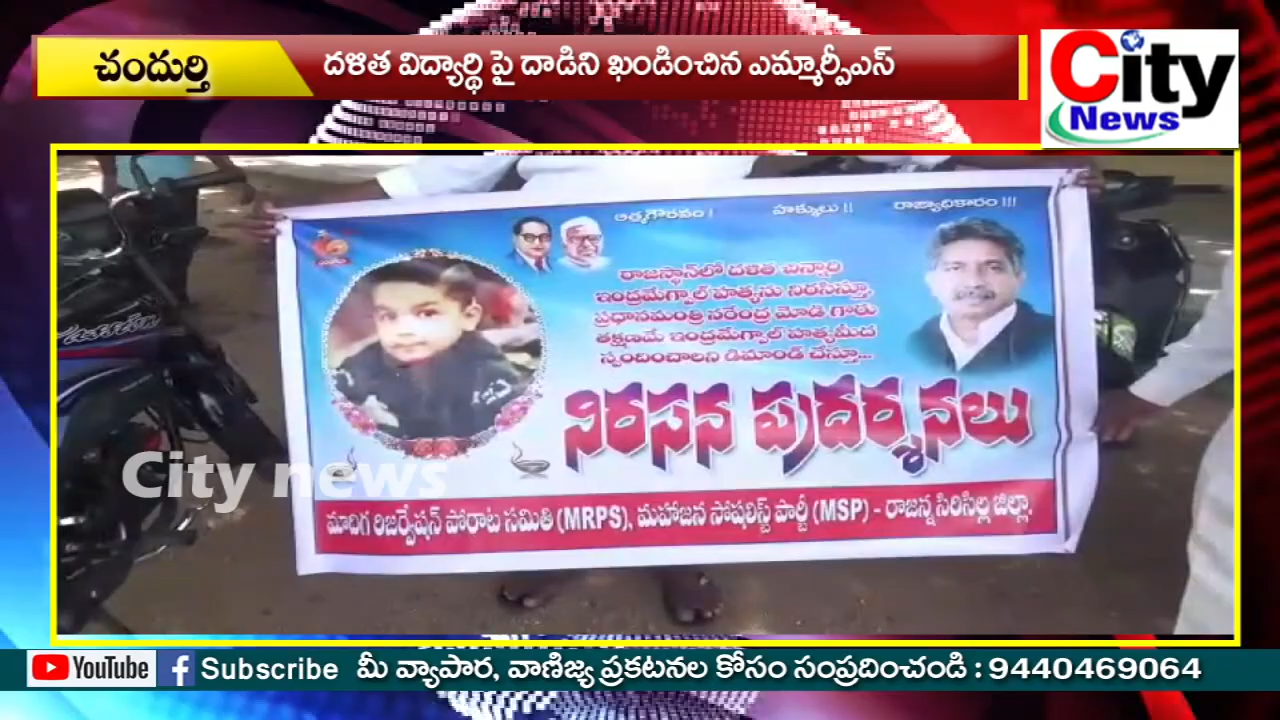 చందుర్తి
దళిత విద్యార్థి పై దాడిని ఖండించిన ఎమ్మార్పీఎస్
City
News
ఆత్మగౌరవం ! హక్కులు !! రాజ్యాధికారం !!!
రాజస్థాన్‌లో దళిత చిన్నారి
ఇంద్రమేగ్వాల్ హత్యను నిరసిస్తూ,
ప్రధానమంత్రి నరేంద్ర మోడి గారు
తక్షణమే ఇంద్రమేగ్వాల్ హత్యమీద
స్పందించాలని డిమాండ్ చేస్తూ...
నిరసన ప్రదర్శనలు
City news
మాదిగ రిజర్వేషన్ పోరాట సమితి (MRPS), మహాజన సోషలిస్ట్ పార్టీ (MSP) - రాజన్న సిరిసిల్ల జిల్లా.
YouTube f Subscribe మీ వ్యాపార, వాణిజ్య ప్రకటనల కోసం సంప్రదించండి : 9440469064